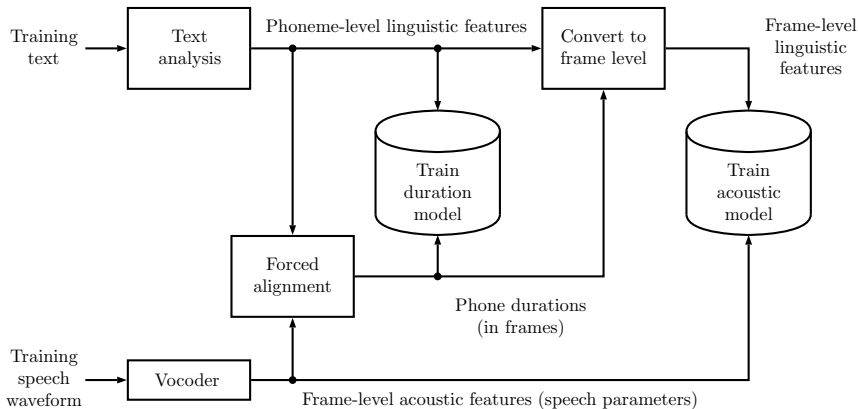 Training
text
Text
analysis
Phoneme-level linguistic features
Convert to
frame level
Frame-level
linguistic
features
Train
duration
model
Train
acoustic
model
Forced
alignment
Phone durations
(in frames)
Training
speech
waveform
Vocoder
Frame-level acoustic features (speech parameters)